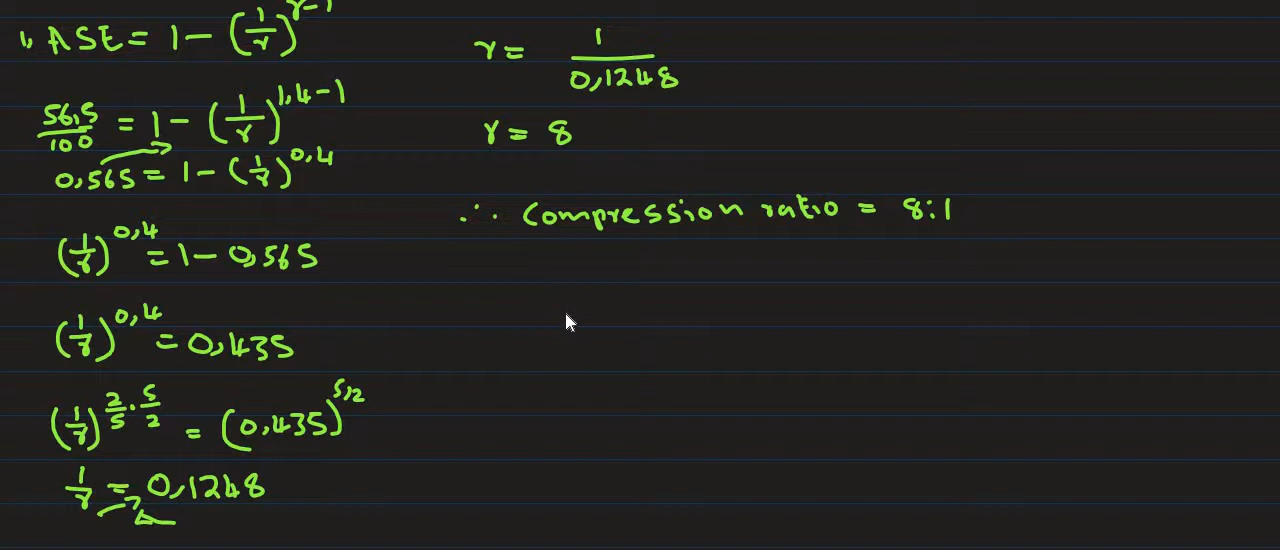 1, ASE = 1 - (1/r)^γ-1
56,5/100 = 1 - (1/r)^1,4-1
0,565 = 1 - (1/r)^0,4
(1/r)^0,4 = 1 - 0,565
(1/r)^0,4 = 0,435
(1/r)^2/5 · 5/2 = (0,435)^5/2
1/r = 0,1248
r = 1/0,1248
r = 8
∴ Compression ratio = 8:1